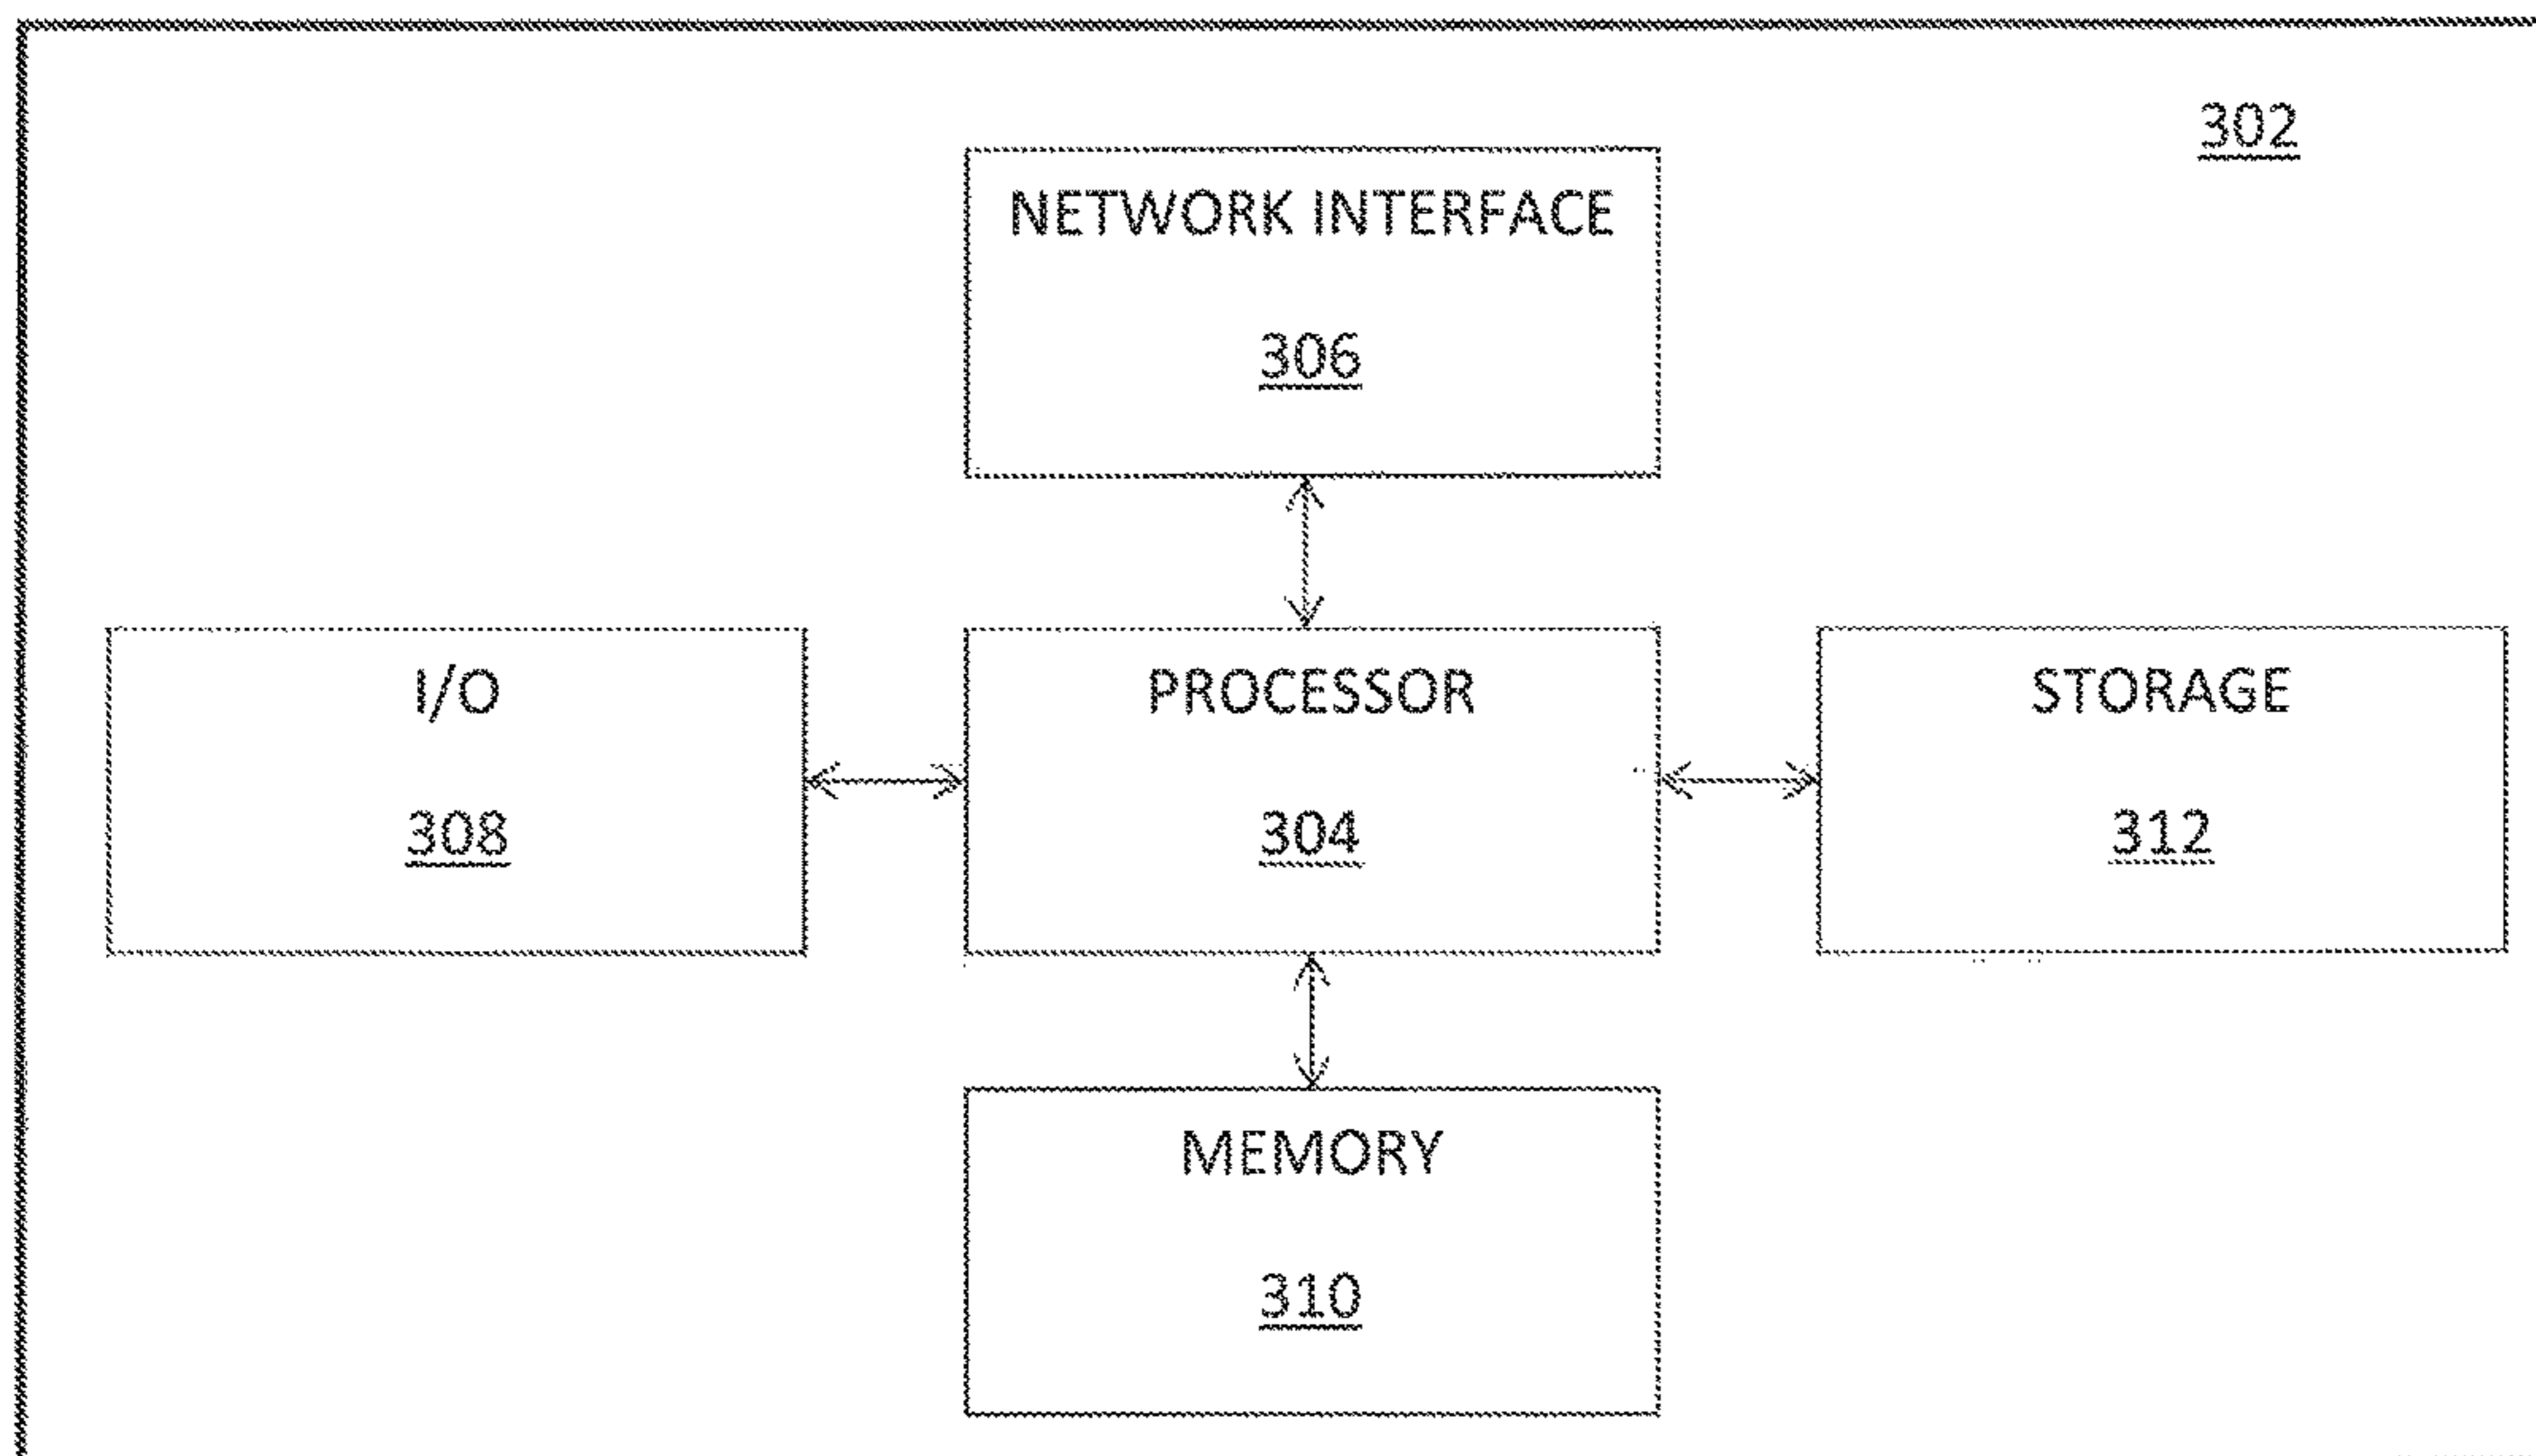 302
NETWORK INTERFACE
306
I/O
308
PROCESSOR
304
STORAGE
312
MEMORY
310